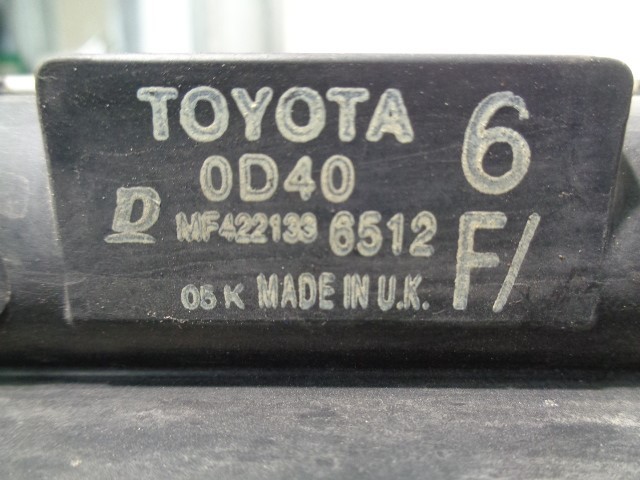 TOYOTA 6
0D40
D MF422133 6512 F/
05 K MADE IN U.K.